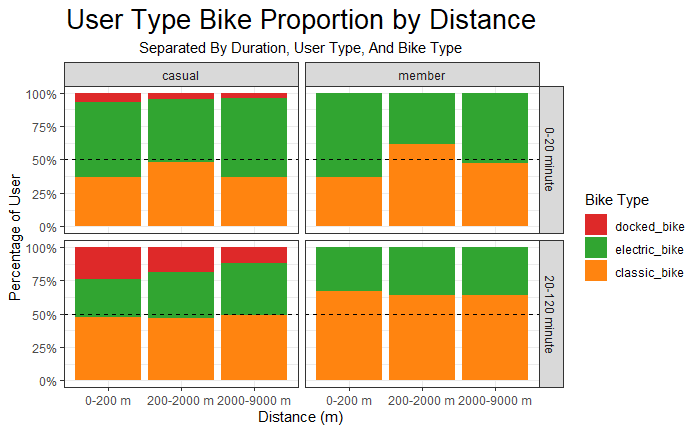 User Type Bike Proportion by Distance
Separated By Duration, User Type, And Bike Type
casual
member
100%
75%
50%
25%
0%
0-20 minute
100%
75%
50%
25%
0%
20-120 minute
Percentage of User
0-200 m
200-2000 m
2000-9000 m
0-200 m
200-2000 m
2000-9000 m
Distance (m)
Bike Type
docked_bike
electric_bike
classic_bike